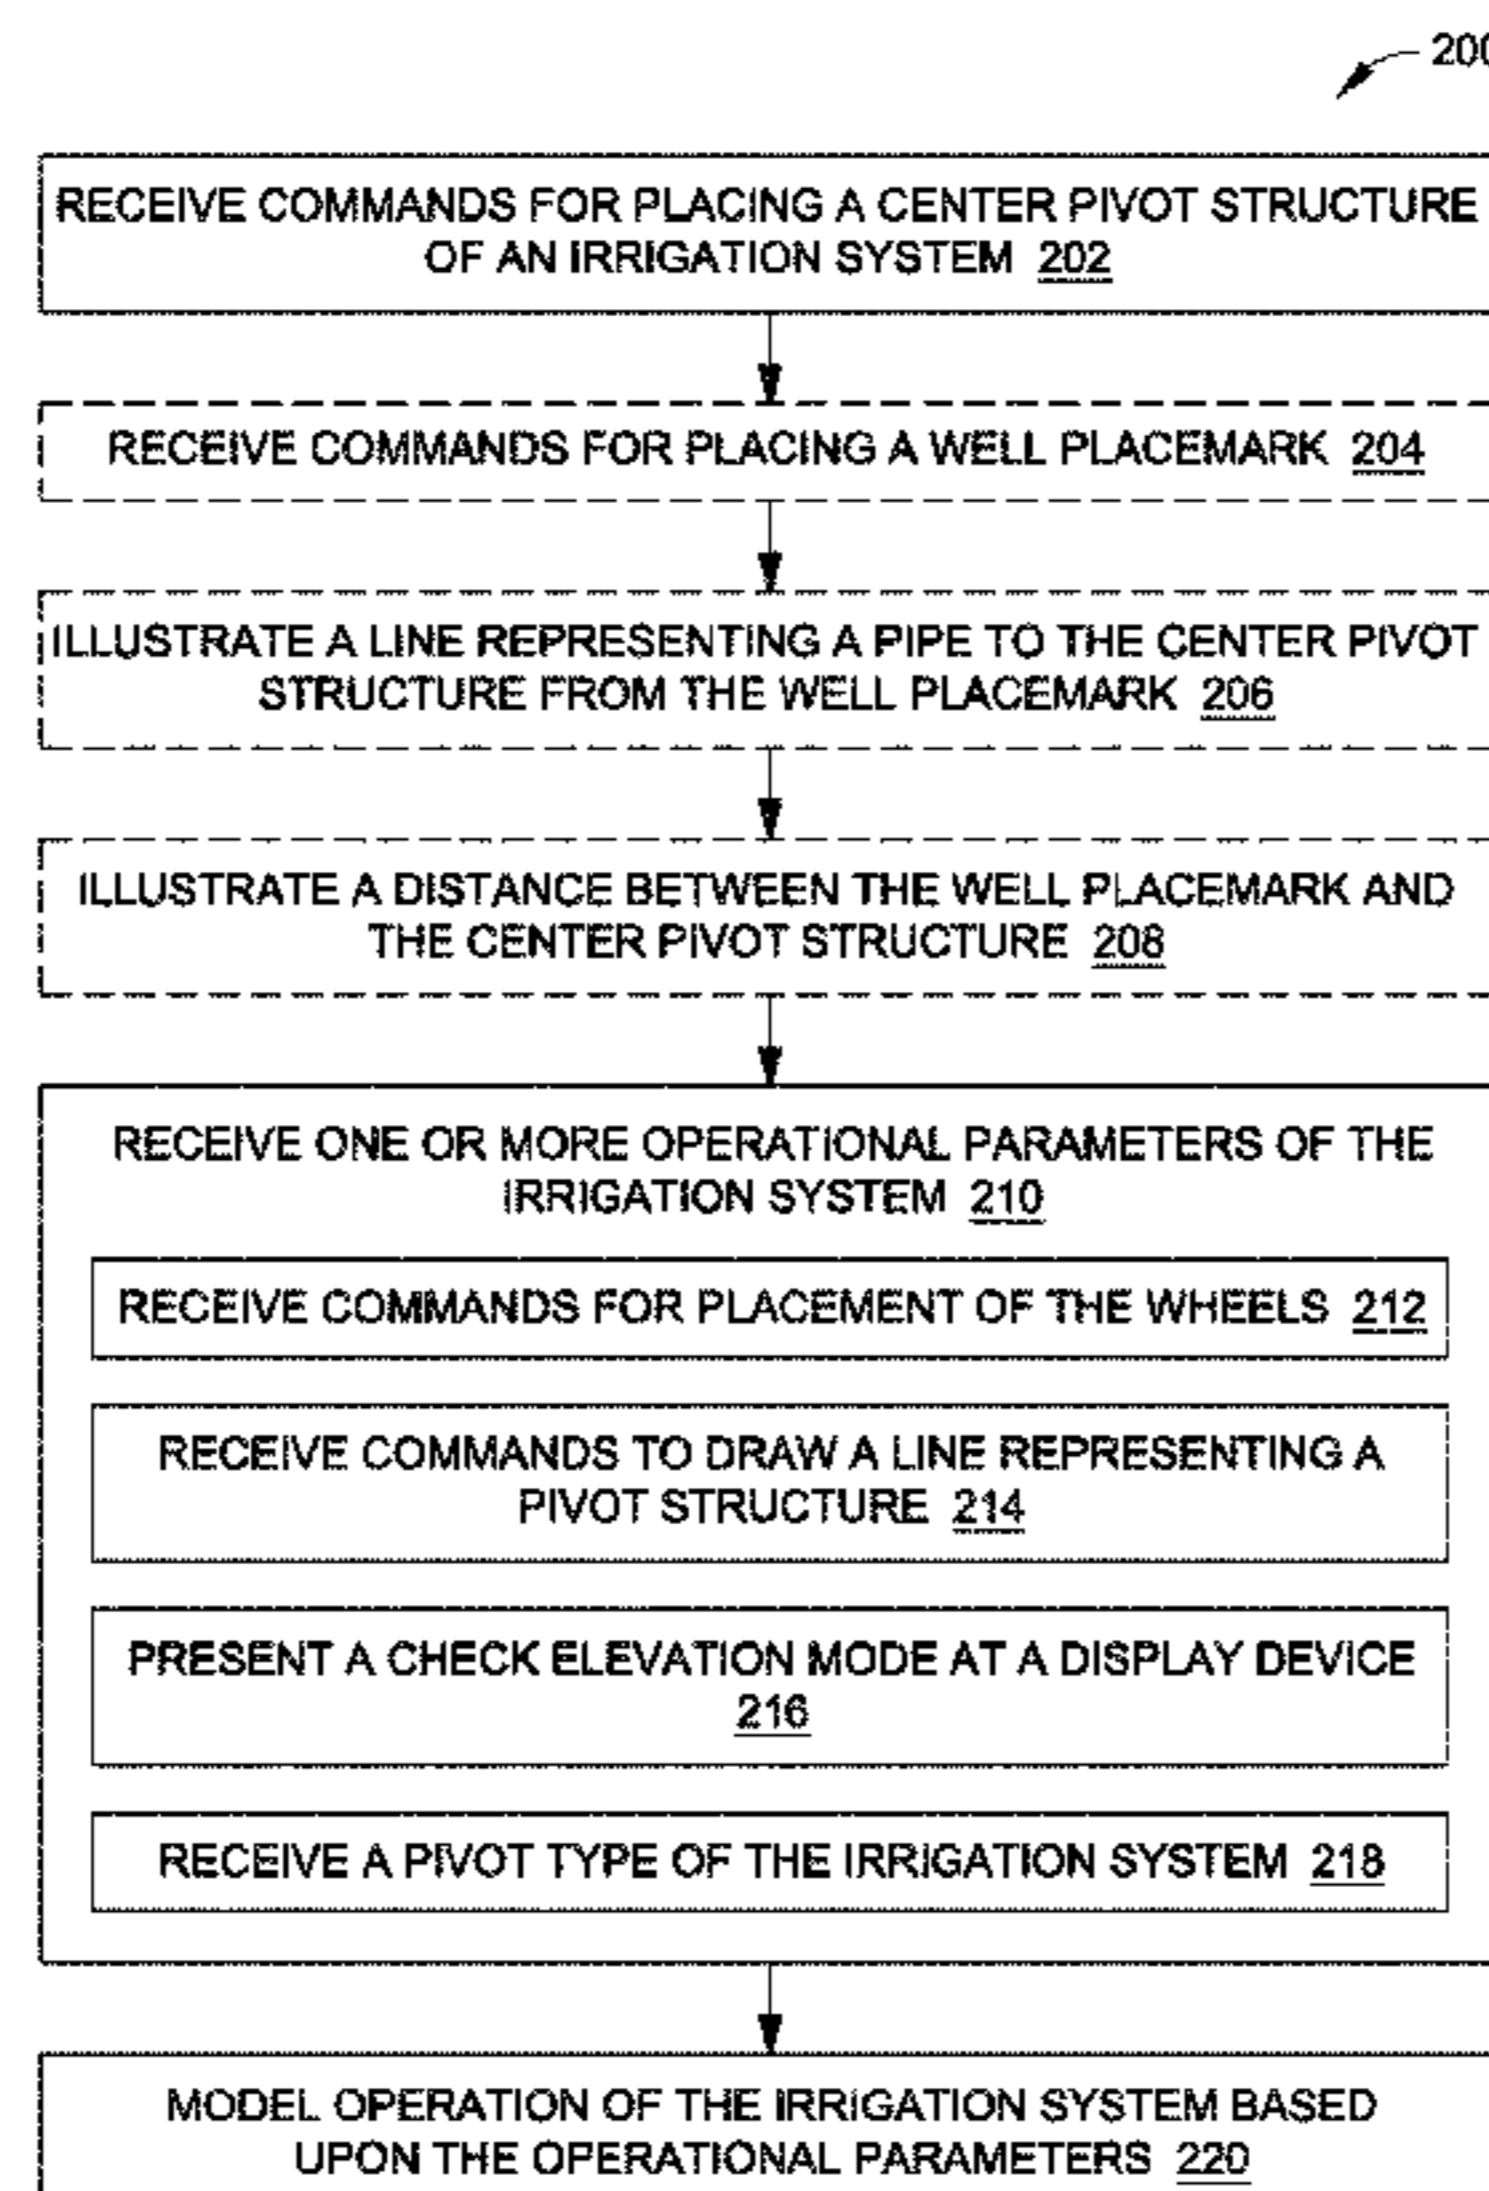 200
RECEIVE COMMANDS FOR PLACING A CENTER PIVOT STRUCTURE
OF AN IRRIGATION SYSTEM 202
RECEIVE COMMANDS FOR PLACING A WELL PLACEMARK 204
ILLUSTRATE A LINE REPRESENTING A PIPE TO THE CENTER PIVOT
STRUCTURE FROM THE WELL PLACEMARK 206
ILLUSTRATE A DISTANCE BETWEEN THE WELL PLACEMARK AND
THE CENTER PIVOT STRUCTURE 208
RECEIVE ONE OR MORE OPERATIONAL PARAMETERS OF THE
IRRIGATION SYSTEM 210
RECEIVE COMMANDS FOR PLACEMENT OF THE WHEELS 212
RECEIVE COMMANDS TO DRAW A LINE REPRESENTING A
PIVOT STRUCTURE 214
PRESENT A CHECK ELEVATION MODE AT A DISPLAY DEVICE
216
RECEIVE A PIVOT TYPE OF THE IRRIGATION SYSTEM 218
MODEL OPERATION OF THE IRRIGATION SYSTEM BASED
UPON THE OPERATIONAL PARAMETERS 220